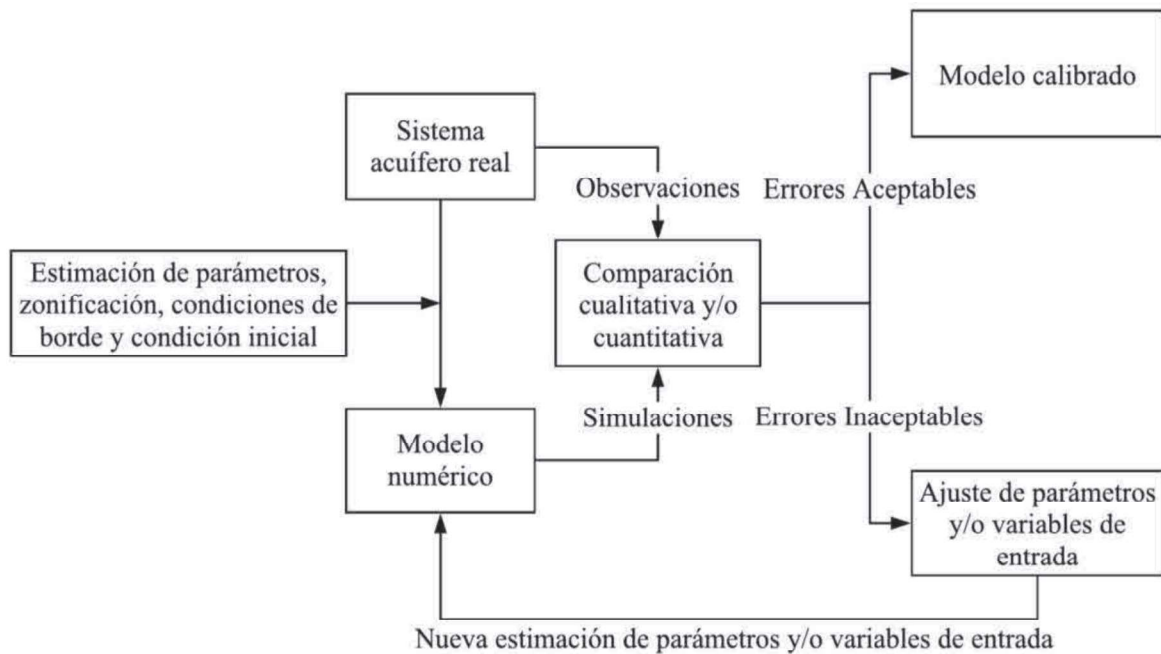 Modelo calibrado
Sistema
acuífero real
Observaciones
Errores Aceptables
Estimación de parámetros,
zonificación, condiciones de
borde y condición inicial
Comparación
cualitativa y/o
cuantitativa
Simulaciones
Errores Inaceptables
Modelo
numérico
Ajuste de parámetros
y/o variables de
entrada
Nueva estimación de parámetros y/o variables de entrada